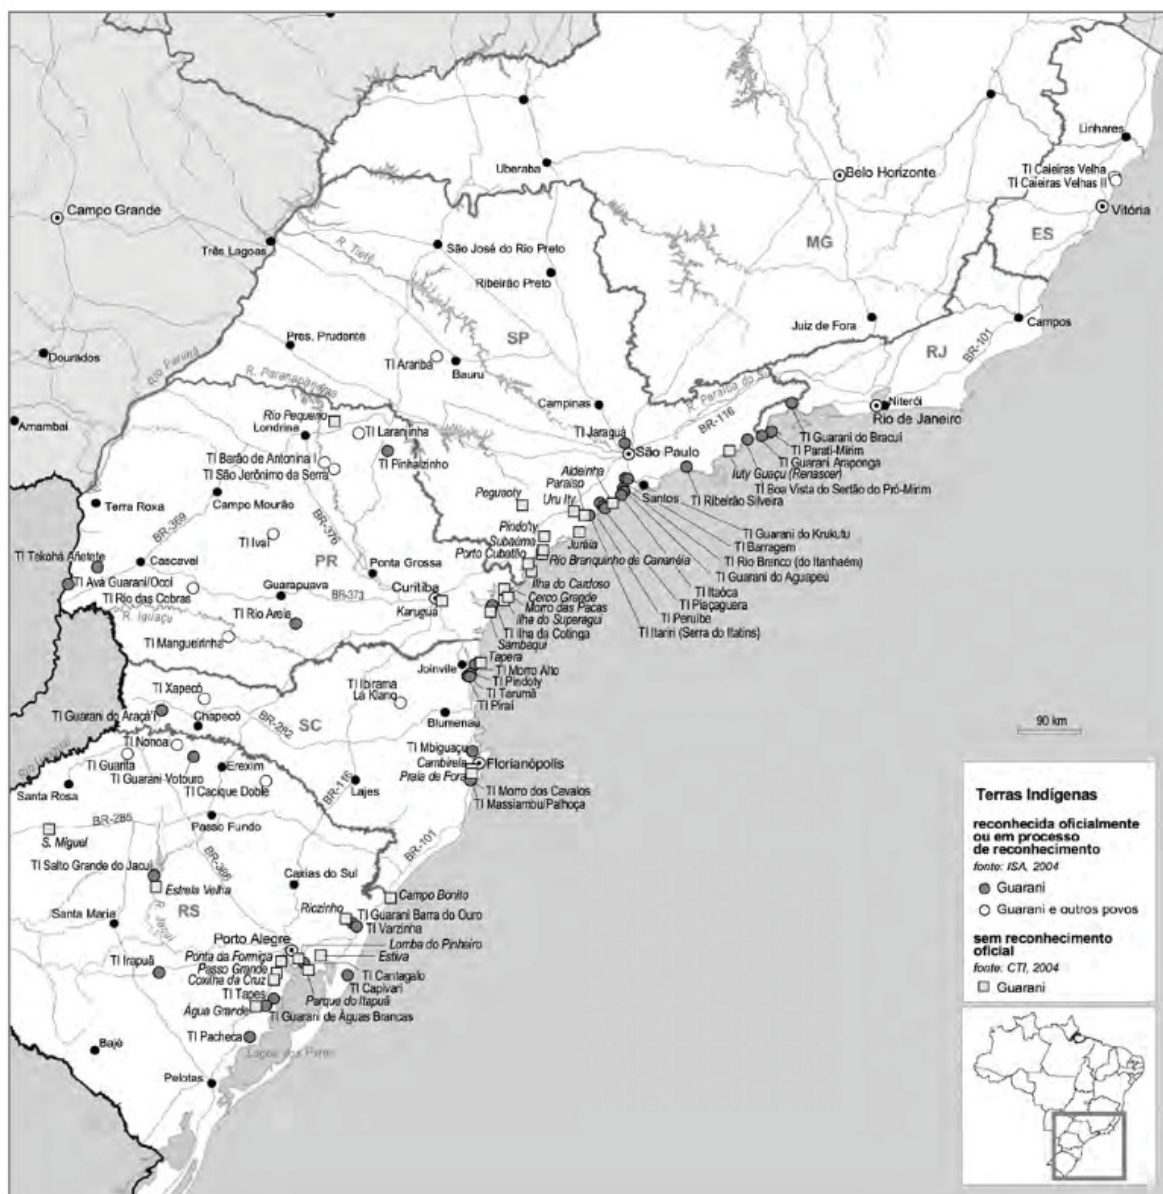 Linhares
TI Caieiras Velha
TI Caieiras Velhas II
Vitória
Uberaba
Belo Horizonte
Campo Grande
MG
ES
Três Lagoas
R. Tietê
São José do Rio Preto
Ribeirão Preto
Juiz de Fora
Campos
SP
RJ
BR-101
Pres. Prudente
Dourados
Rio Paraná
TI Araribá
Bauru
R. Paranapanema
R. Paraíba do
BR-116
Campinas
Niterói
Rio de Janeiro
Amambai
Rio Pequeno
Londrina
TI Laranjinha
TI Jaraguá
São Paulo
TI Guarani do Bracuí
TI Parati-Mirim
TI Guarani Araponga
Iuty Guaçu (Renascer)
TI Boa Vista do Sertão do Pró-Mirim
TI Barão de Antonina I
TI São Jerônimo da Serra
TI Pinhalzinho
Aldeinha
Paraíso
Uru Ity
Santos
TI Ribeirão Silveira
Terra Roxa
Campo Mourão
Peguaoty
BR-369
BR-376
TI Ivaí
Pindoty
Subaúma
Porto Cubatão
Juréia
Rio Branquinho de Cananéia
TI Guarani do Krukutu
TI Barragem
TI Rio Branco (do Itanhaém)
TI Guarani do Aguapeú
TI Itaóca
TI Piaçaguera
TI Peruíbe
TI Itariri (Serra do Itatins)
TI Tekohá Añetete
Cascavel
PR
Ponta Grossa
TI Avá Guarani/Ocoí
TI Rio das Cobras
Guarapuava
BR-373
Curitiba
Karuguá
Ilha do Cardoso
Cerco Grande
Morro das Pacas
Ilha do Superagui
TI Ilha da Cotinga
Sambaqui
R. Iguaçu
TI Rio Areia
TI Mangueirinha
Joinvile
Tapera
TI Morro Alto
TI Pindoty
TI Tarumã
TI Piraí
TI Xapecó
TI Ibirama
Lá Klano
TI Guarani do Araçá'í
Chapecó
BR-282
SC
Blumenau
TI Mbiguaçu
Cambirela
Florianópolis
Praia de Fora
TI Morro dos Cavalos
TI Massiambu/Palhoça
TI Nonoai
TI Guarita
TI Guarani Votouro
Erexim
TI Cacique Doble
Lajes
BR-116
Santa Rosa
BR-285
Passo Fundo
S. Miguel
BR-101
TI Salto Grande do Jacuí
Estrela Velha
BR-386
Caxias do Sul
RS
R. Jacuí
Campo Bonito
Riozinho
TI Guarani Barra do Ouro
TI Varzinha
Santa Maria
Porto Alegre
Lomba do Pinheiro
Ponta da Formiga
Estiva
TI Irapuã
Passo Grande
Coxilha da Cruz
TI Cantagalo
TI Capivari
TI Tapes
Parque do Itapuã
Água Grande
TI Guarani de Águas Brancas
TI Pacheca
Lagoa dos Patos
Bajé
Pelotas
90 km
Terras Indígenas
reconhecida oficialmente
ou em processo
de reconhecimento
fonte: ISA, 2004
Guarani
Guarani e outros povos
sem reconhecimento
oficial
fonte: CTI, 2004
Guarani